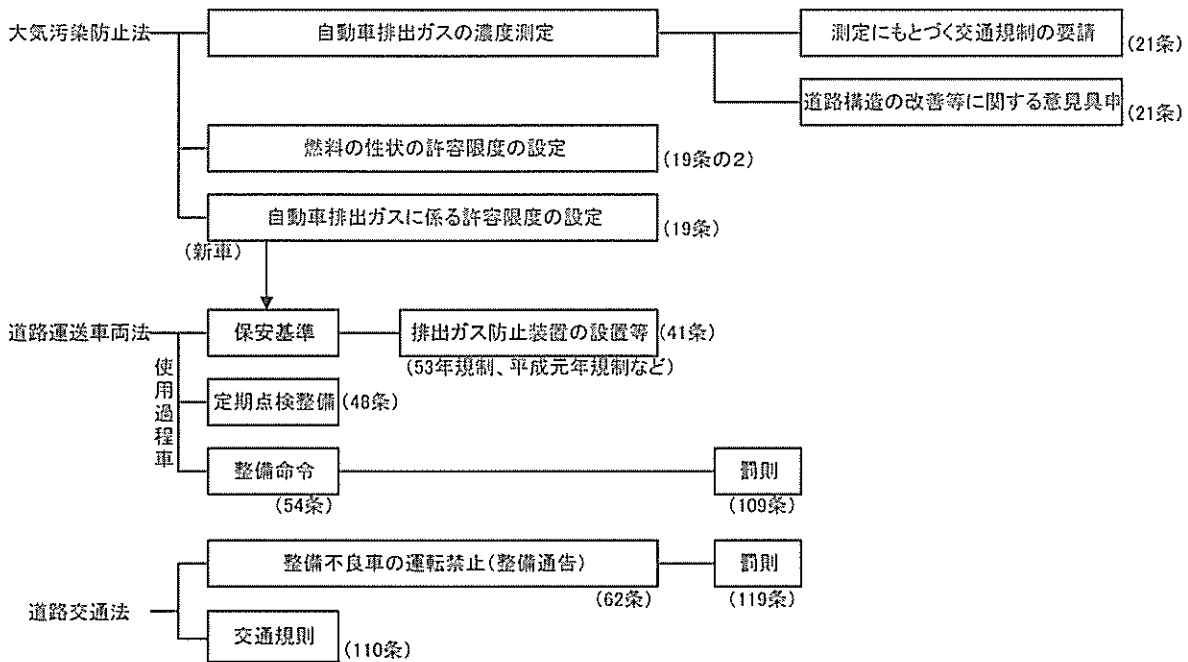 大気汚染防止法
自動車排出ガスの濃度測定
測定にもとづく交通規制の要請
(21条)
道路構造の改善等に関する意見具申
(21条)
燃料の性状の許容限度の設定
(19条の2)
自動車排出ガスに係る許容限度の設定
(19条)
(新車)
道路運送車両法
保安基準
排出ガス防止装置の設置等
(41条)
(53年規制、平成元年規制など)
使用過程車
定期点検整備
(48条)
整備命令
(54条)
罰則
(109条)
道路交通法
整備不良車の運転禁止(整備通告)
(62条)
罰則
(119条)
交通規則
(110条)